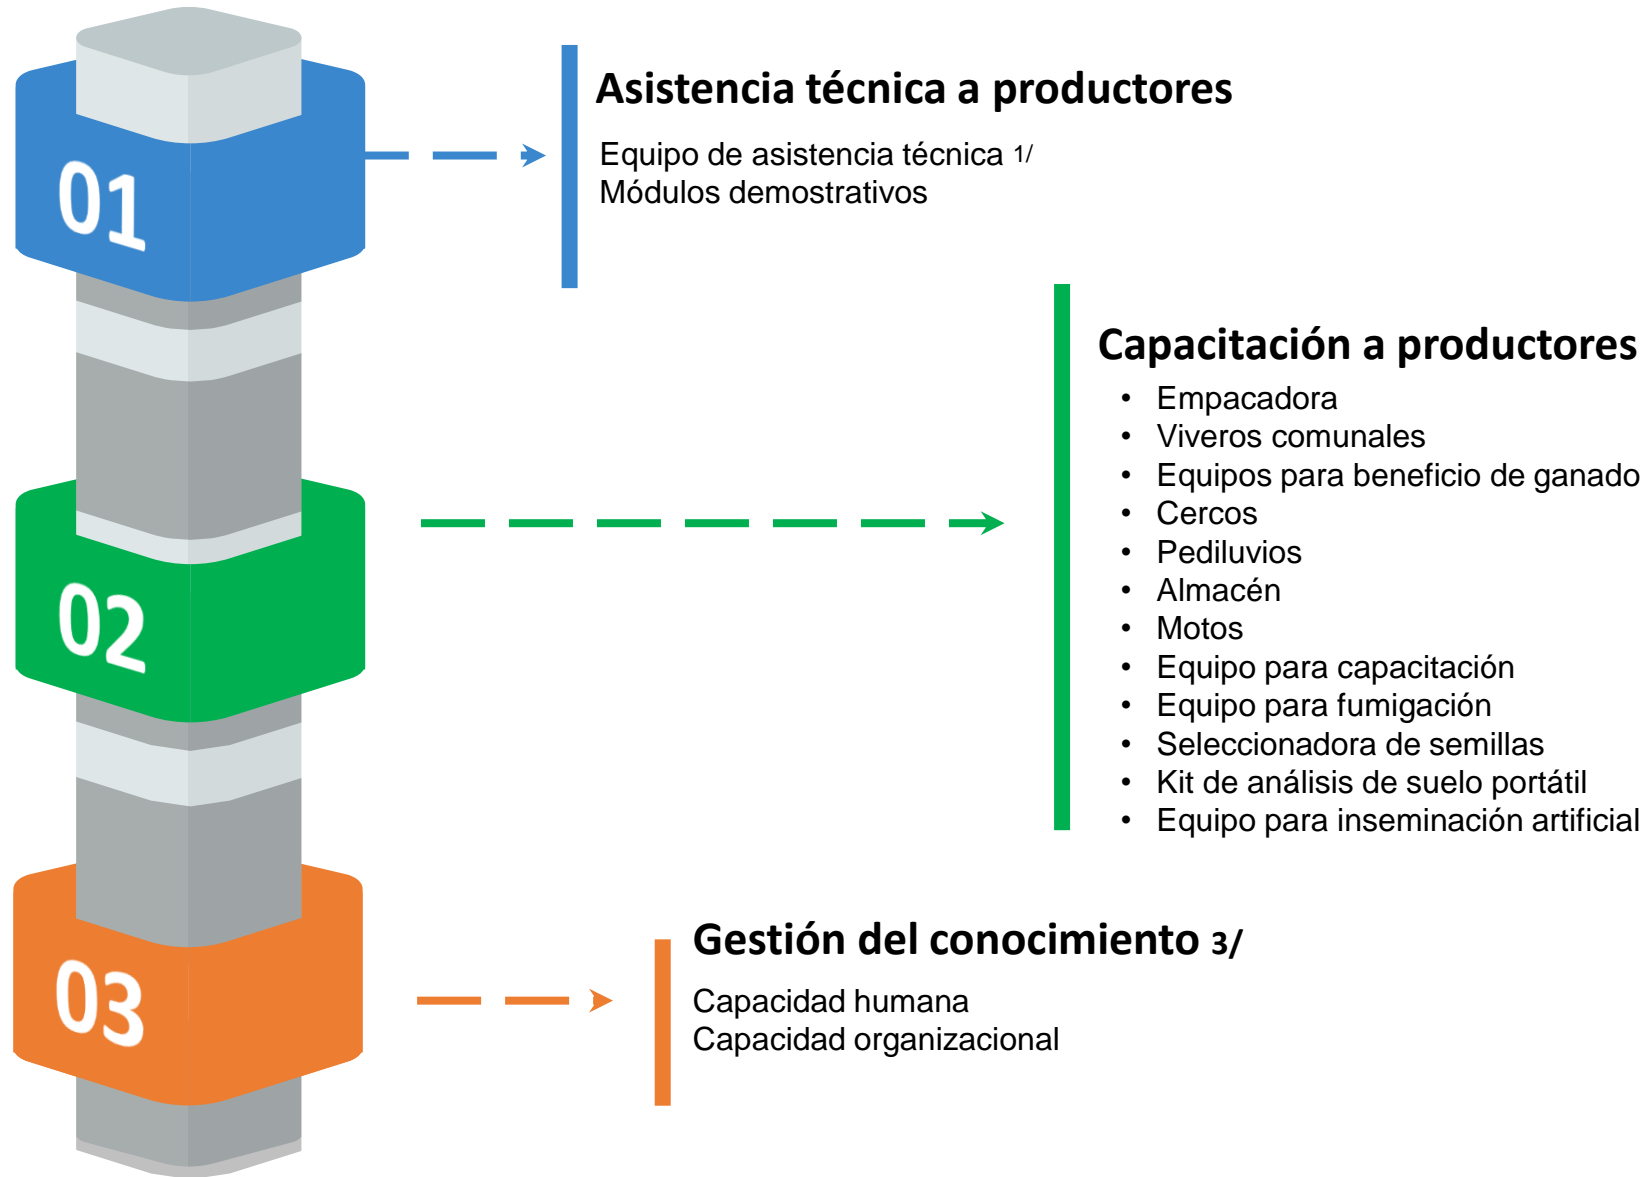 01
Asistencia técnica a productores
Equipo de asistencia técnica 1/
Módulos demostrativos
02
Capacitación a productores
• Empacadora
• Viveros comunales
• Equipos para beneficio de ganado
• Cercos
• Pediluvios
• Almacén
• Motos
• Equipo para capacitación
• Equipo para fumigación
• Seleccionadora de semillas
• Kit de análisis de suelo portátil
• Equipo para inseminación artificial
03
Gestión del conocimiento 3/
Capacidad humana
Capacidad organizacional